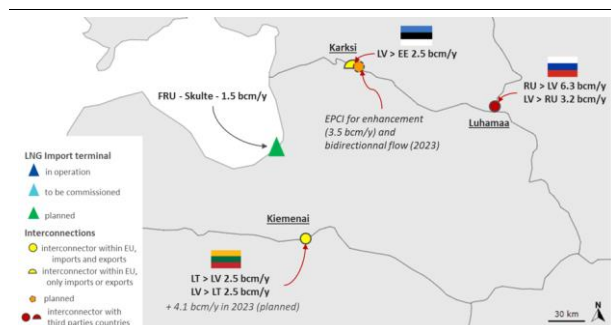 Karksi
LV > EE 2.5 bcm/y
FRU - Skulte - 1.5 bcm/y
RU > LV 6.3 bcm/y
LV > RU 3.2 bcm/y
EPCI for enhancement
(3.5 bcm/y) and
bidirectionnal flow (2023)
Luhamaa
LNG Import terminal
in operation
to be commissioned
planned
Interconnections
interconnector within EU,
imports and exports
interconnector within EU,
only imports or exports
planned
interconnector with
third parties countries
Kiemenai
LT > LV 2.5 bcm/y
LV > LT 2.5 bcm/y
+ 4.1 bcm/y in 2023 (planned)
30 km
N